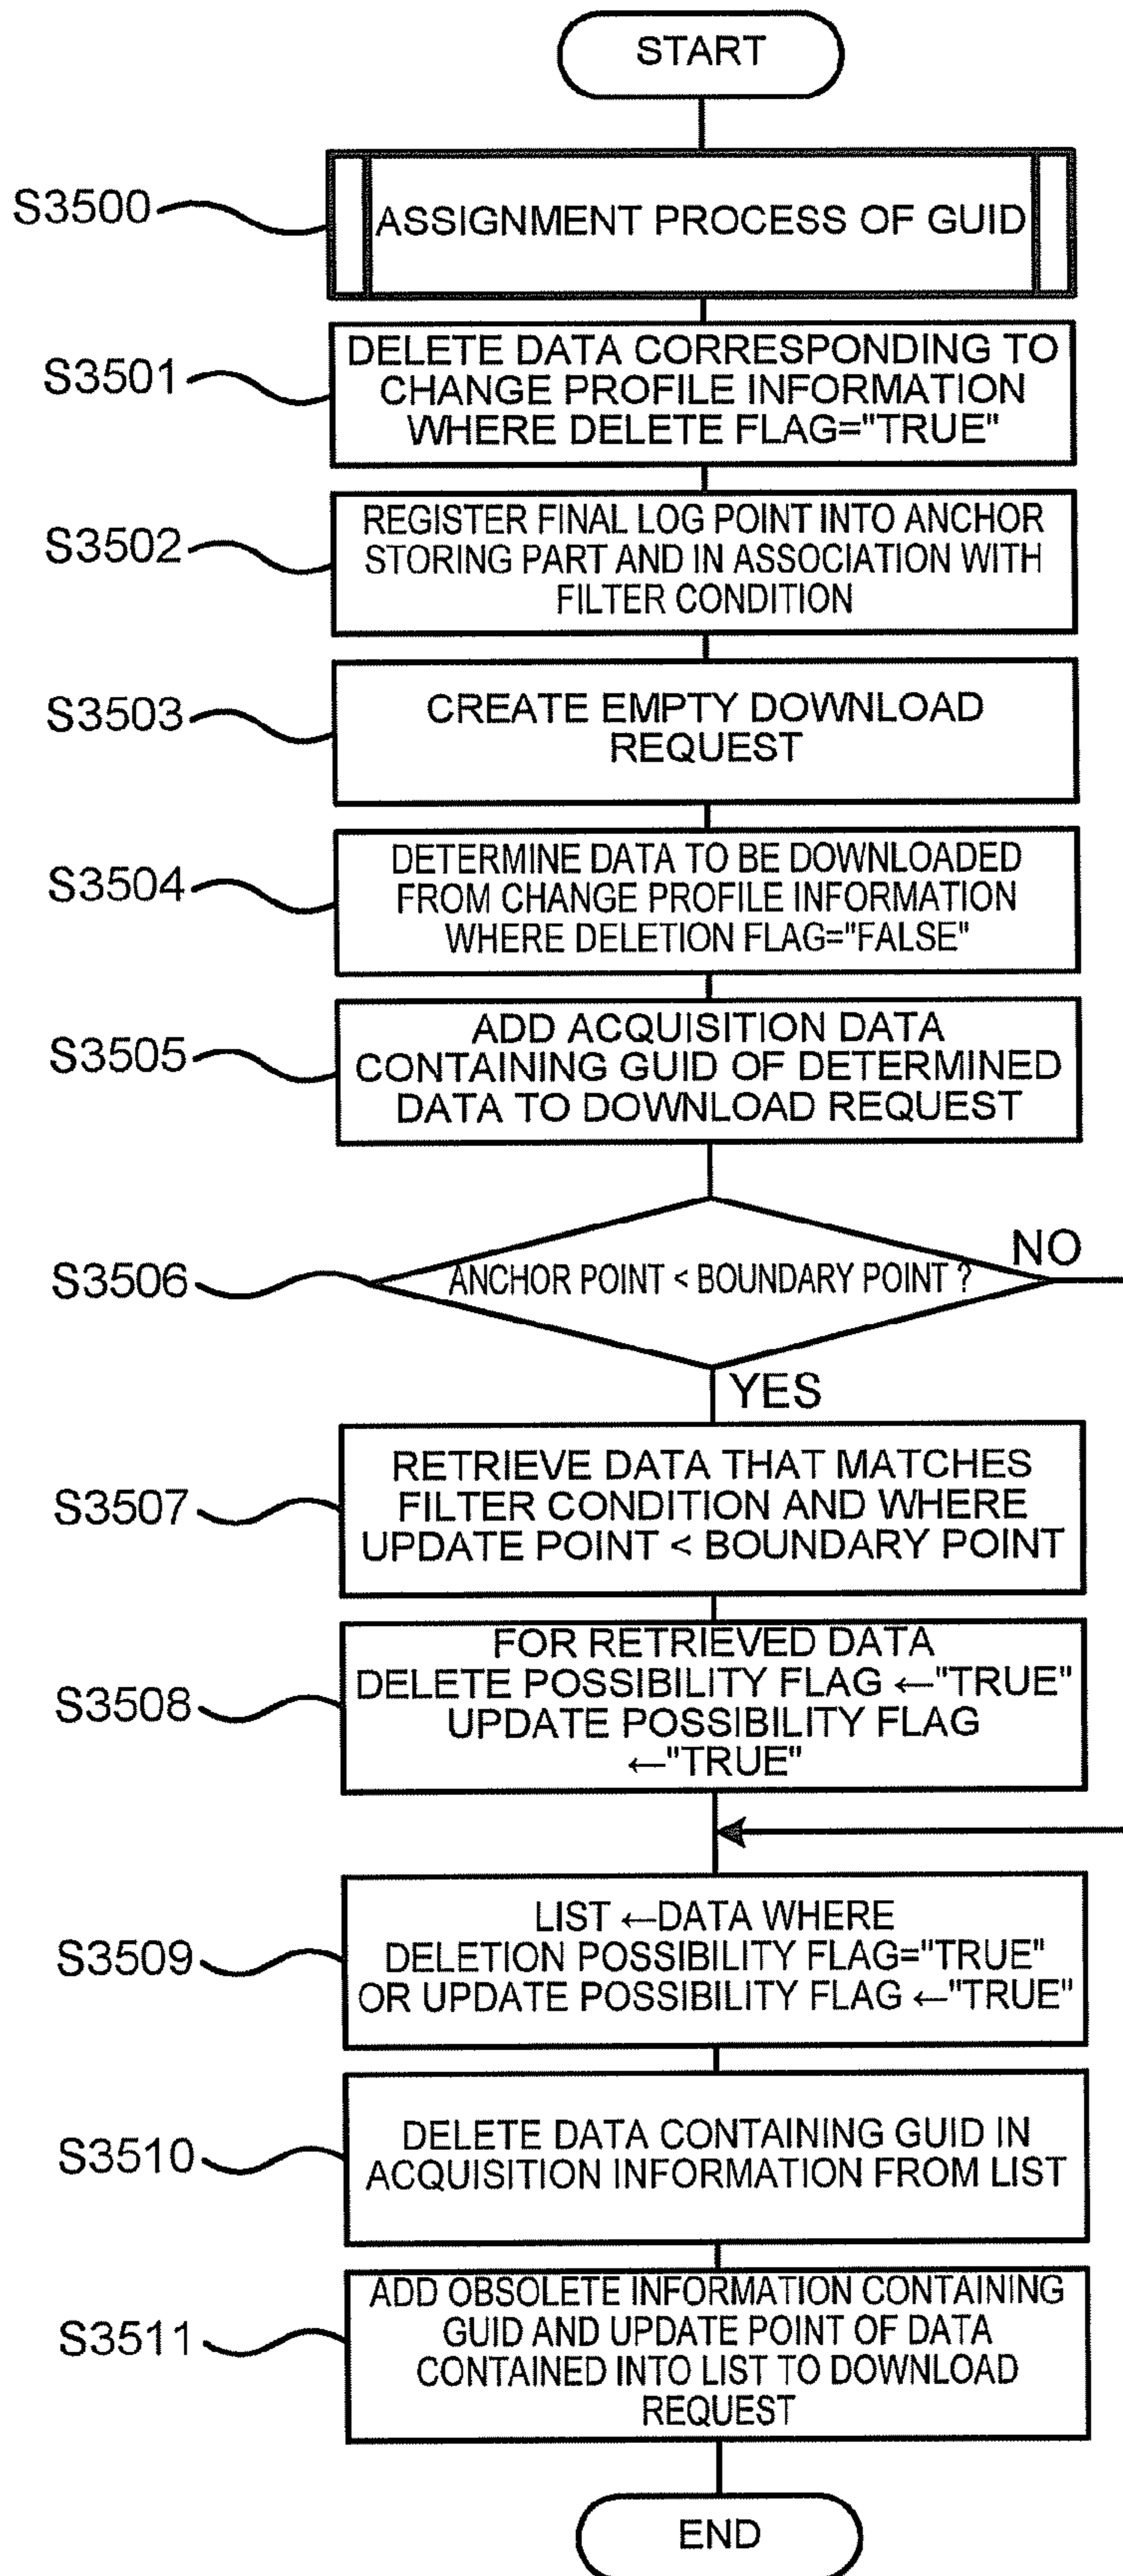 START
S3500
ASSIGNMENT PROCESS OF GUID
S3501
DELETE DATA CORRESPONDING TO
CHANGE PROFILE INFORMATION
WHERE DELETE FLAG="TRUE"
S3502
REGISTER FINAL LOG POINT INTO ANCHOR
STORING PART AND IN ASSOCIATION WITH
FILTER CONDITION
S3503
CREATE EMPTY DOWNLOAD
REQUEST
S3504
DETERMINE DATA TO BE DOWNLOADED
FROM CHANGE PROFILE INFORMATION
WHERE DELETION FLAG="FALSE"
S3505
ADD ACQUISITION DATA
CONTAINING GUID OF DETERMINED
DATA TO DOWNLOAD REQUEST
S3506
ANCHOR POINT < BOUNDARY POINT ?
NO
YES
S3507
RETRIEVE DATA THAT MATCHES
FILTER CONDITION AND WHERE
UPDATE POINT < BOUNDARY POINT
S3508
FOR RETRIEVED DATA
DELETE POSSIBILITY FLAG ←"TRUE"
UPDATE POSSIBILITY FLAG
←"TRUE"
S3509
LIST ←DATA WHERE
DELETION POSSIBILITY FLAG="TRUE"
OR UPDATE POSSIBILITY FLAG ←"TRUE"
S3510
DELETE DATA CONTAINING GUID IN
ACQUISITION INFORMATION FROM LIST
S3511
ADD OBSOLETE INFORMATION CONTAINING
GUID AND UPDATE POINT OF DATA
CONTAINED INTO LIST TO DOWNLOAD
REQUEST
END